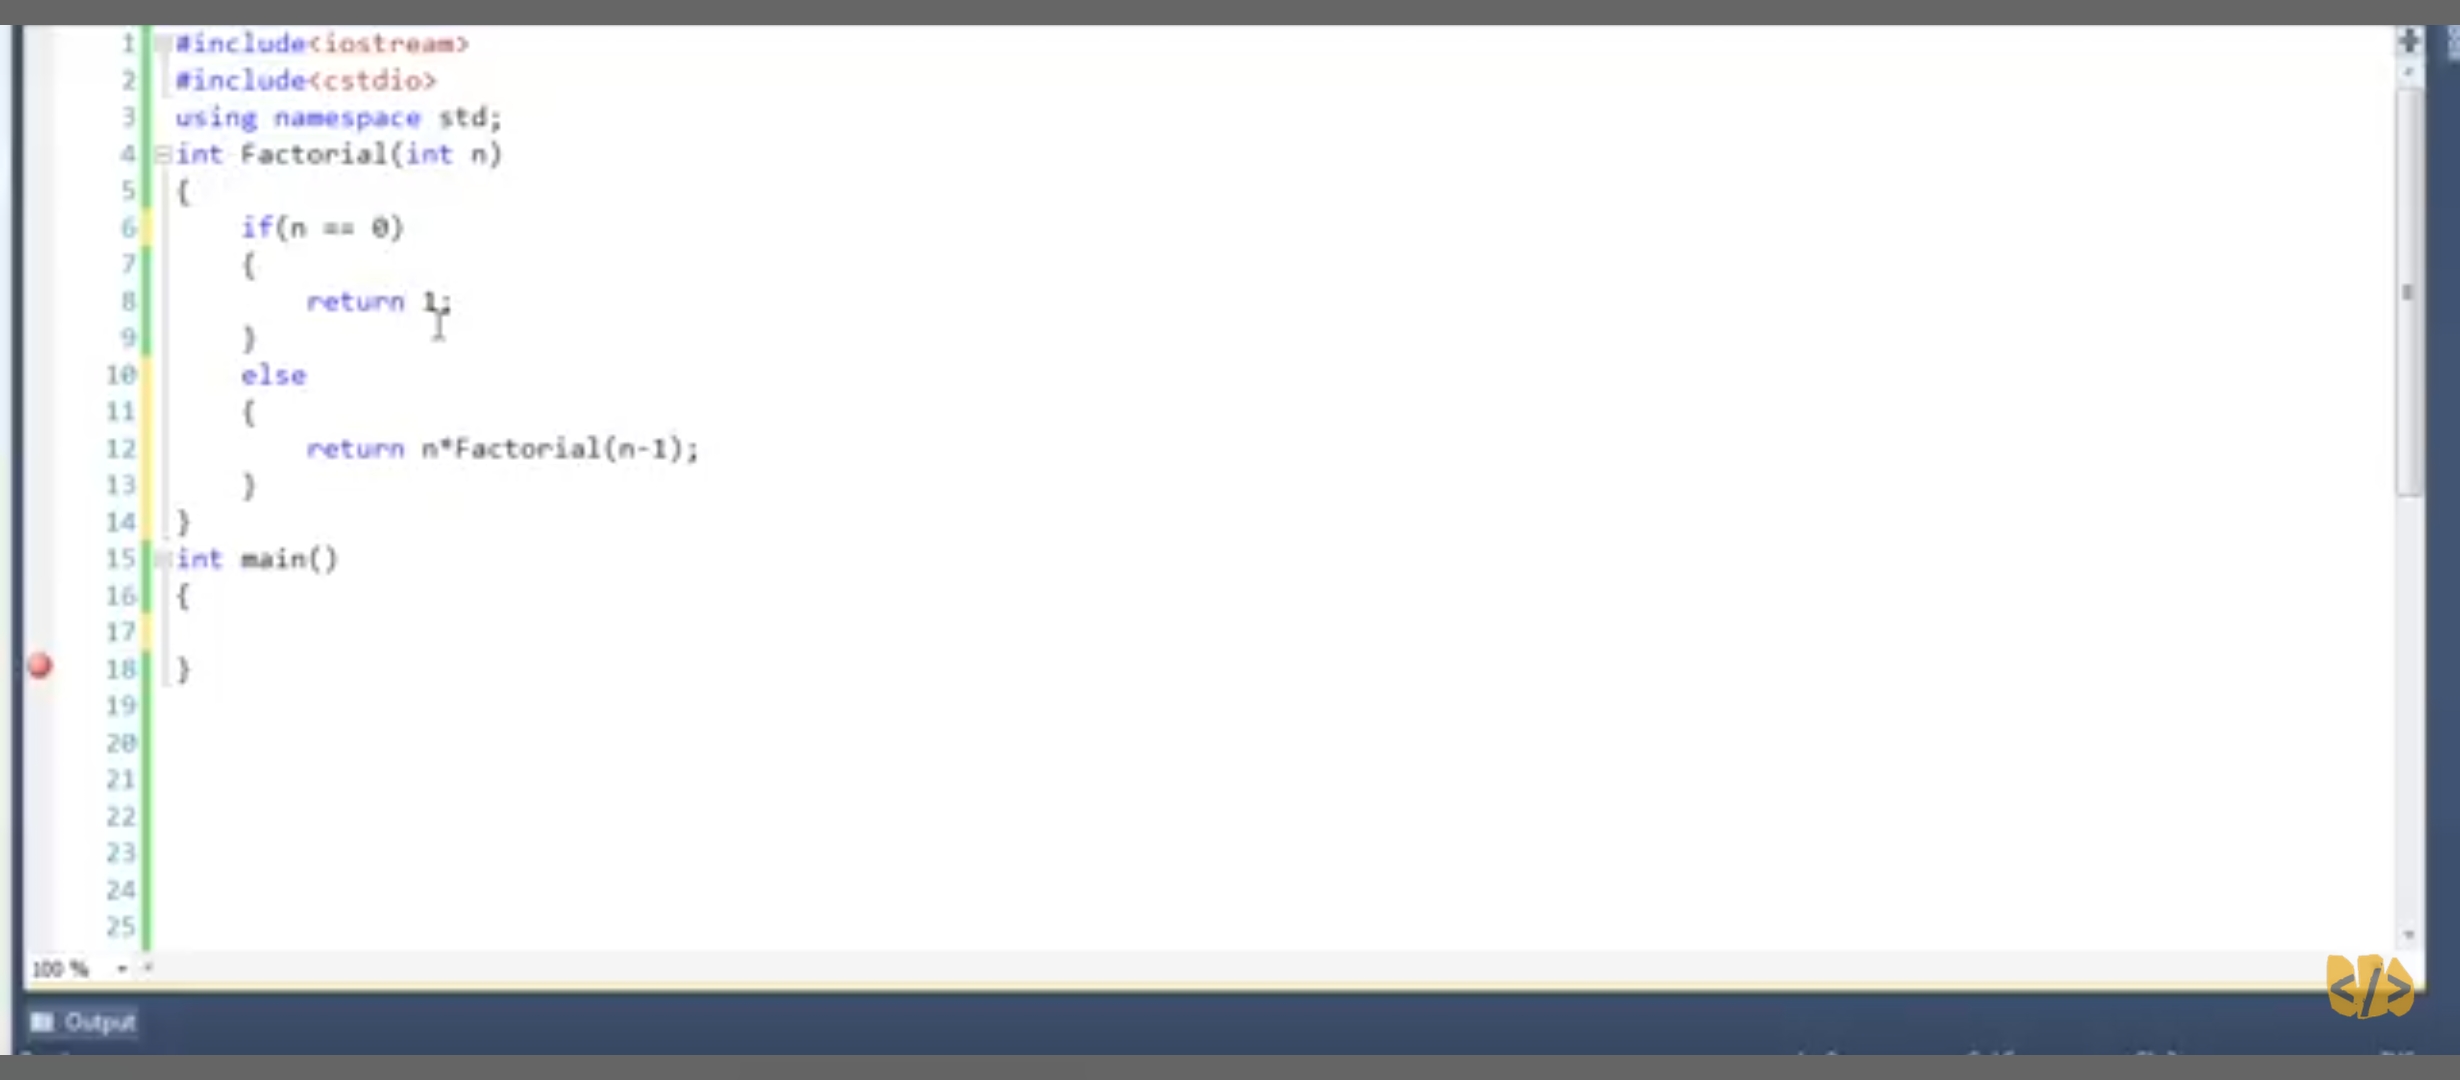 1 #include<iostream>
2 #include<cstdio>
3 using namespace std;
4 int Factorial(int n)
5 {
6     if(n == 0)
7     {
8         return 1;
9     }
10     else
11     {
12         return n*Factorial(n-1);
13     }
14 }
15 int main()
16 {
17
18 }
19
20
21
22
23
24
25
100 %
</>
Output